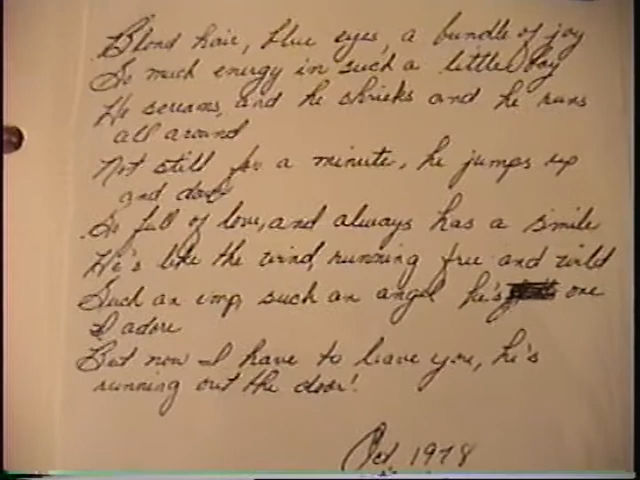 Blond hair, blue eyes, a bundle of joy
So much energy in such a little boy
He screams, and he shrieks and he runs
all around
Not still for a minute, he jumps up
and down
So full of love, and always has a smile
He's like the wind, running free and wild
Such an imp, such an angel he's one
I adore
But now I have to leave you, he's
running out the door!
Oct 1978